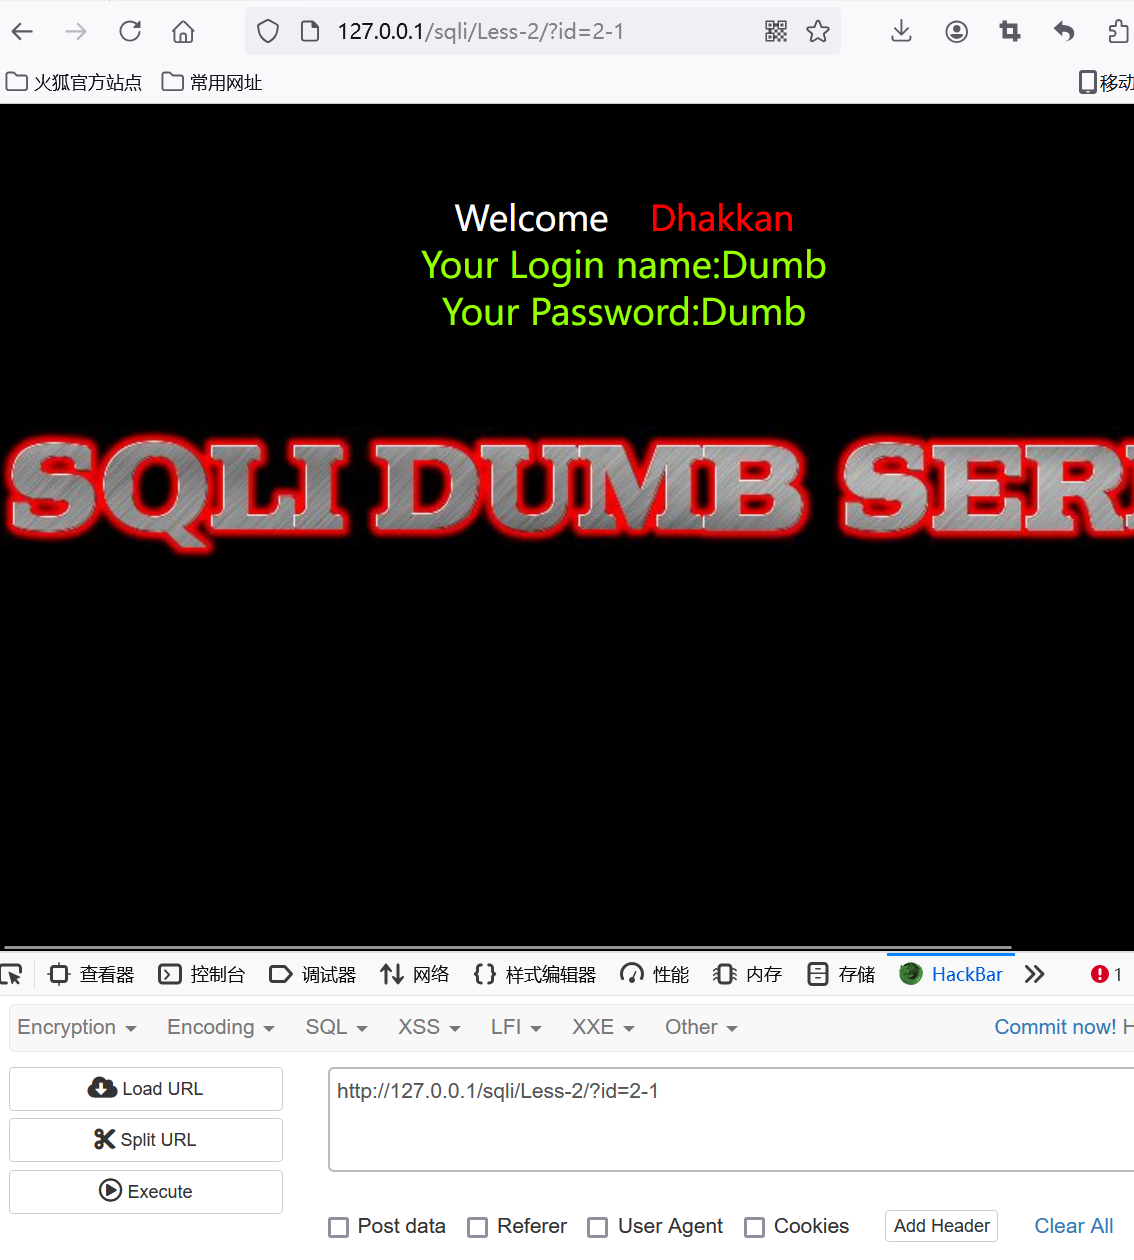 127.0.0.1/sqli/Less-2/?id=2-1
火狐官方站点 常用网址 移动
Welcome Dhakkan
Your Login name:Dumb
Your Password:Dumb
SQLI DUMB SERI
查看器 控制台 调试器 网络 样式编辑器 性能 内存 存储 HackBar 1
Encryption Encoding SQL XSS LFI XXE Other Commit now! H
Load URL
http://127.0.0.1/sqli/Less-2/?id=2-1
Split URL
Execute
Post data Referer User Agent Cookies Add Header Clear All